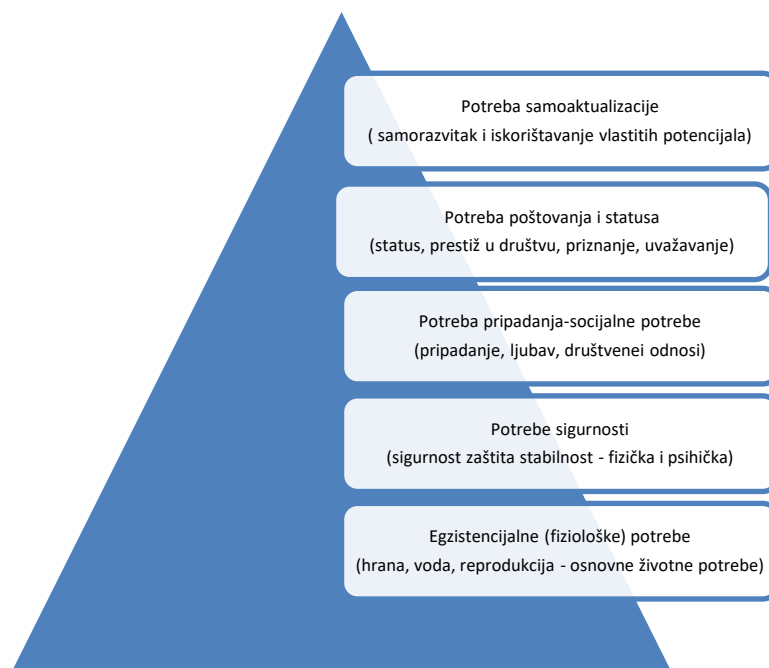 Potreba samoaktualizacije
( samorazvitak i iskorištavanje vlastitih potencijala)
Potreba poštovanja i statusa
(status, prestiž u društvu, priznanje, uvažavanje)
Potreba pripadanja-socijalne potrebe
(pripadanje, ljubav, društvenei odnosi)
Potrebe sigurnosti
(sigurnost zaštita stabilnost - fizička i psihička)
Egzistencijalne (fiziološke) potrebe
(hrana, voda, reprodukcija - osnovne životne potrebe)